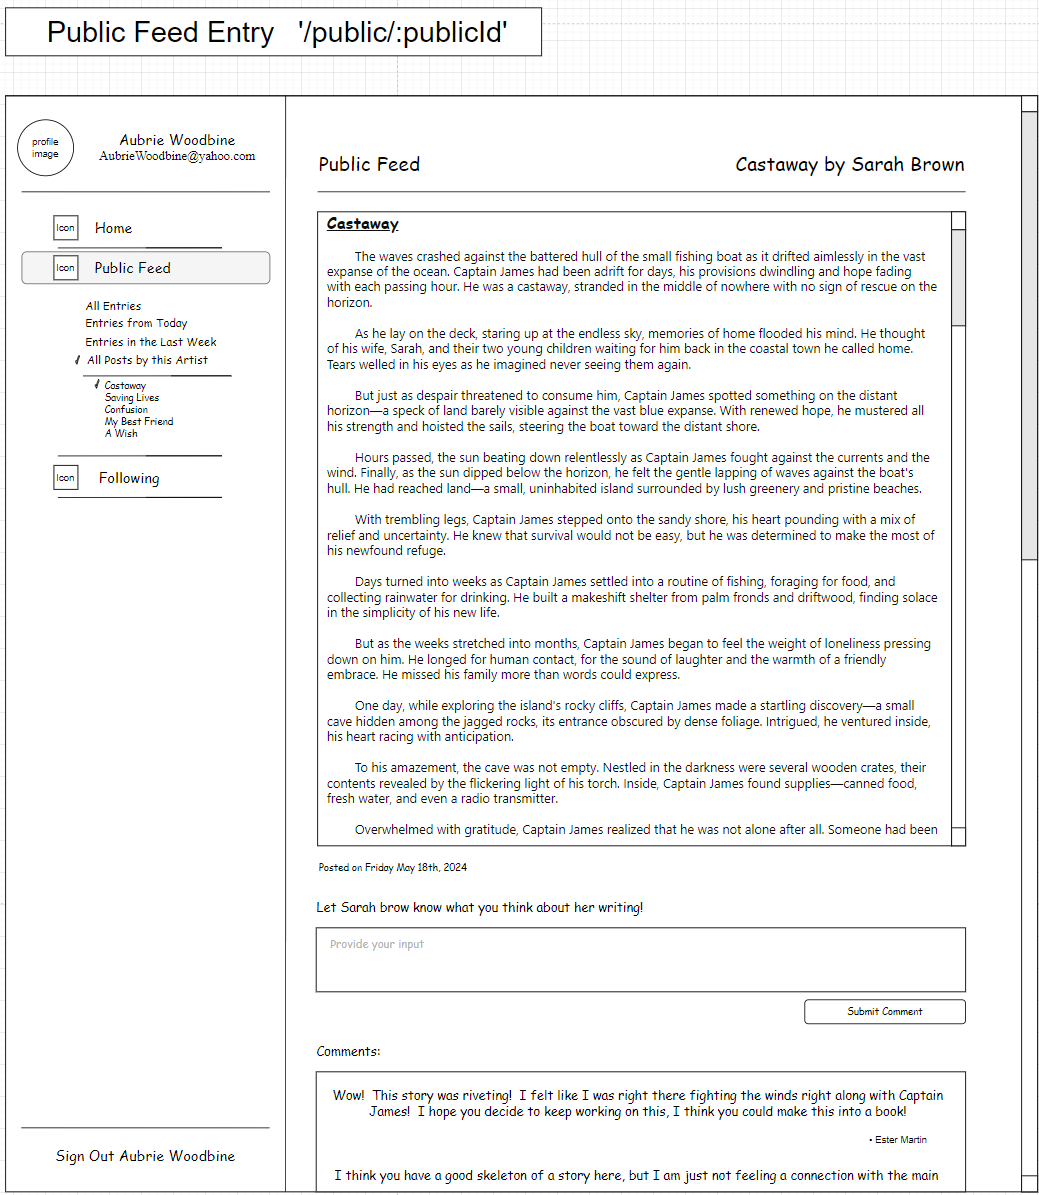 Public Feed Entry '/public/:publicId'
profile
image
Aubrie Woodbine
AubrieWoodbine@yahoo.com
Icon
Home
Icon
Public Feed
All Entries
Entries from Today
Entries in the Last Week
All Posts by this Artist
Castaway
Saving Lives
Confusion
My Best Friend
A Wish
Icon
Following
Sign Out Aubrie Woodbine
Public Feed
Castaway by Sarah Brown
Castaway
The waves crashed against the battered hull of the small fishing boat as it drifted aimlessly in the vast
expanse of the ocean. Captain James had been adrift for days, his provisions dwindling and hope fading
with each passing hour. He was a castaway, stranded in the middle of nowhere with no sign of rescue on the
horizon.
As he lay on the deck, staring up at the endless sky, memories of home flooded his mind. He thought
of his wife, Sarah, and their two young children waiting for him back in the coastal town he called home.
Tears welled in his eyes as he imagined never seeing them again.
But just as despair threatened to consume him, Captain James spotted something on the distant
horizon—a speck of land barely visible against the vast blue expanse. With renewed hope, he mustered all
his strength and hoisted the sails, steering the boat toward the distant shore.
Hours passed, the sun beating down relentlessly as Captain James fought against the currents and the
wind. Finally, as the sun dipped below the horizon, he felt the gentle lapping of waves against the boat's
hull. He had reached land—a small, uninhabited island surrounded by lush greenery and pristine beaches.
With trembling legs, Captain James stepped onto the sandy shore, his heart pounding with a mix of
relief and uncertainty. He knew that survival would not be easy, but he was determined to make the most of
his newfound refuge.
Days turned into weeks as Captain James settled into a routine of fishing, foraging for food, and
collecting rainwater for drinking. He built a makeshift shelter from palm fronds and driftwood, finding solace
in the simplicity of his new life.
But as the weeks stretched into months, Captain James began to feel the weight of loneliness pressing
down on him. He longed for human contact, for the sound of laughter and the warmth of a friendly
embrace. He missed his family more than words could express.
One day, while exploring the island's rocky cliffs, Captain James made a startling discovery—a small
cave hidden among the jagged rocks, its entrance obscured by dense foliage. Intrigued, he ventured inside,
his heart racing with anticipation.
To his amazement, the cave was not empty. Nestled in the darkness were several wooden crates, their
contents revealed by the flickering light of his torch. Inside, Captain James found supplies—canned food,
fresh water, and even a radio transmitter.
Overwhelmed with gratitude, Captain James realized that he was not alone after all. Someone had been
Posted on Friday May 18th, 2024
Let Sarah brow know what you think about her writing!
Provide your input
Submit Comment
Comments:
Wow! This story was riveting! I felt like I was right there fighting the winds right along with Captain
James! I hope you decide to keep working on this, I think you could make this into a book!
• Ester Martin
I think you have a good skeleton of a story here, but I am just not feeling a connection with the main